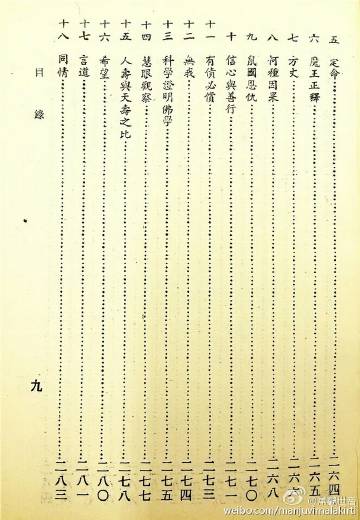 五 定命 二六四
六 魔王正釋 二六五
七 方丈 二六六
八 何種因果 二六八
九 鼠國恩仇 二七〇
十 信心與善行 二七一
十一 有債必償 二七三
十二 無我 二七四
十三 科學證明佛學 二七五
十四 慧眼觀察 二七七
十五 人壽與天壽之比 二七八
十六 希望 二八〇
十七 言道 二八一
十八 同情 二八三
目錄
九
weibo.com/manjuvimalakirti